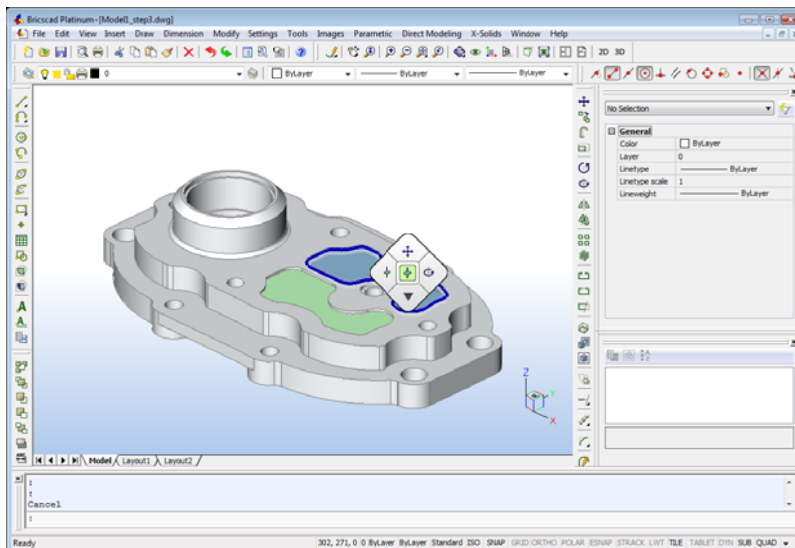 Bricscad Platinum-[Model1_step3.dwg]
File Edit View Insert Draw Dimension Modify Settings Tools Images Parametric Direct Modeling X-Solids Window Help
2D 3D
0 ByLayer ByLayer ByLayer
No Selection
General
Color ByLayer
Layer 0
Linetype ByLayer
Linetype scale 1
Lineweight ByLayer
Z
Y
X
Model Layout1 Layout2
:
:
Cancel
:
Ready 302, 271, 0 0 ByLayer ByLayer Standard ISO SNAP GRID ORTHO POLAR ESNAP STRACK LWT TILE TABLET DYN SUB QUAD